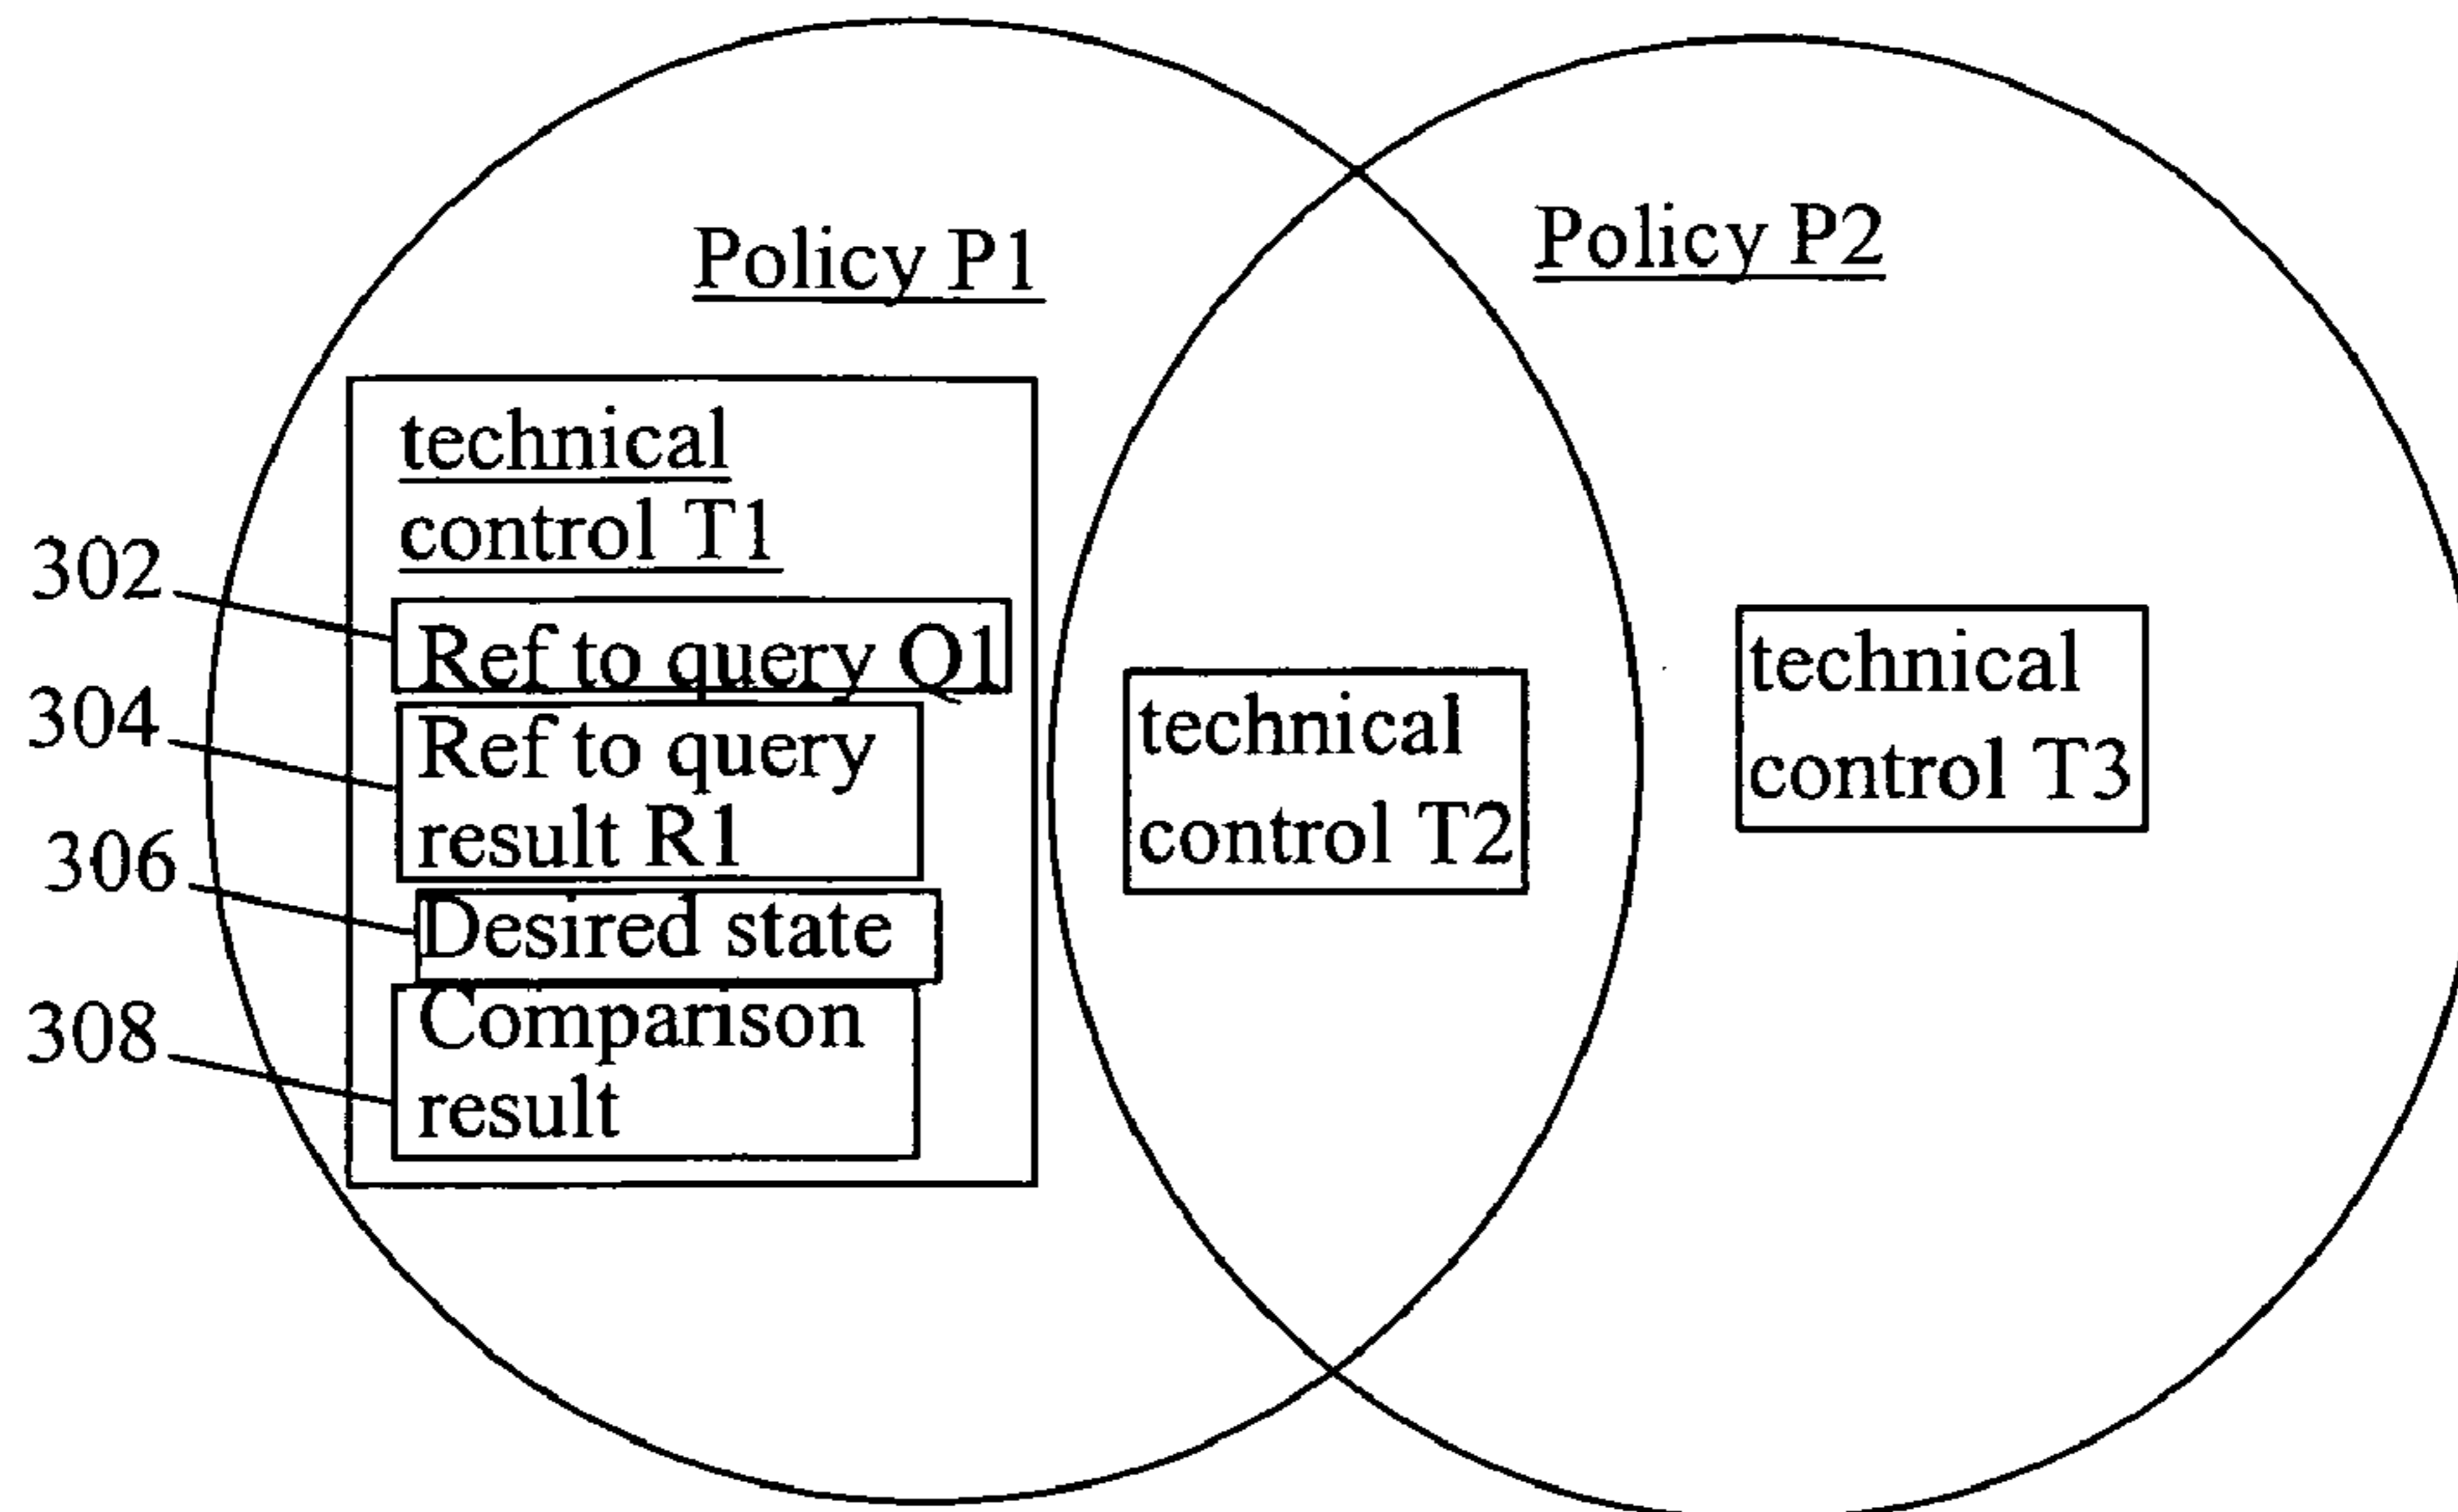 Policy P1
Policy P2
technical
control T1
302
Ref to query Q1
304
Ref to query
result R1
306
Desired state
308
Comparison
result
technical
control T2
technical
control T3